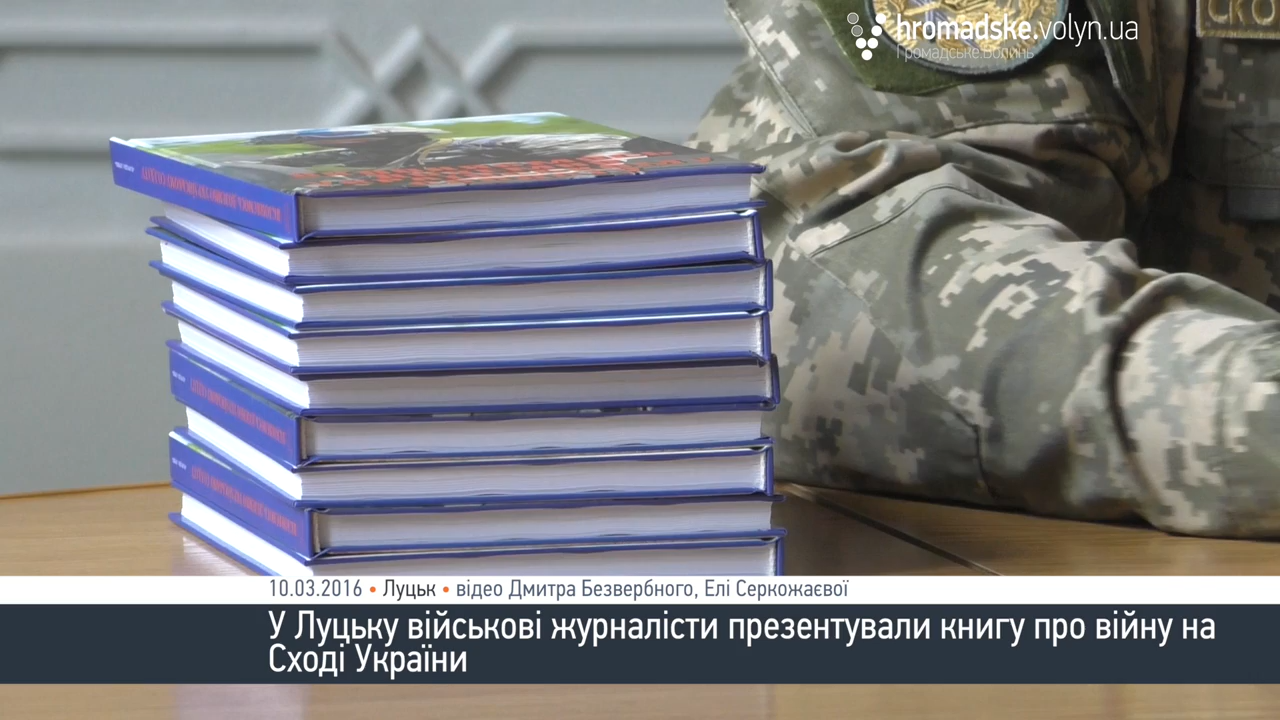 СКО
hromadske.volyn.ua
Громадське.Волинь
10.03.2016 • Луцьк • відео Дмитра Безвербного, Елі Серкожаєвої
У Луцьку військові журналісти презентували книгу про війну на
Сході України